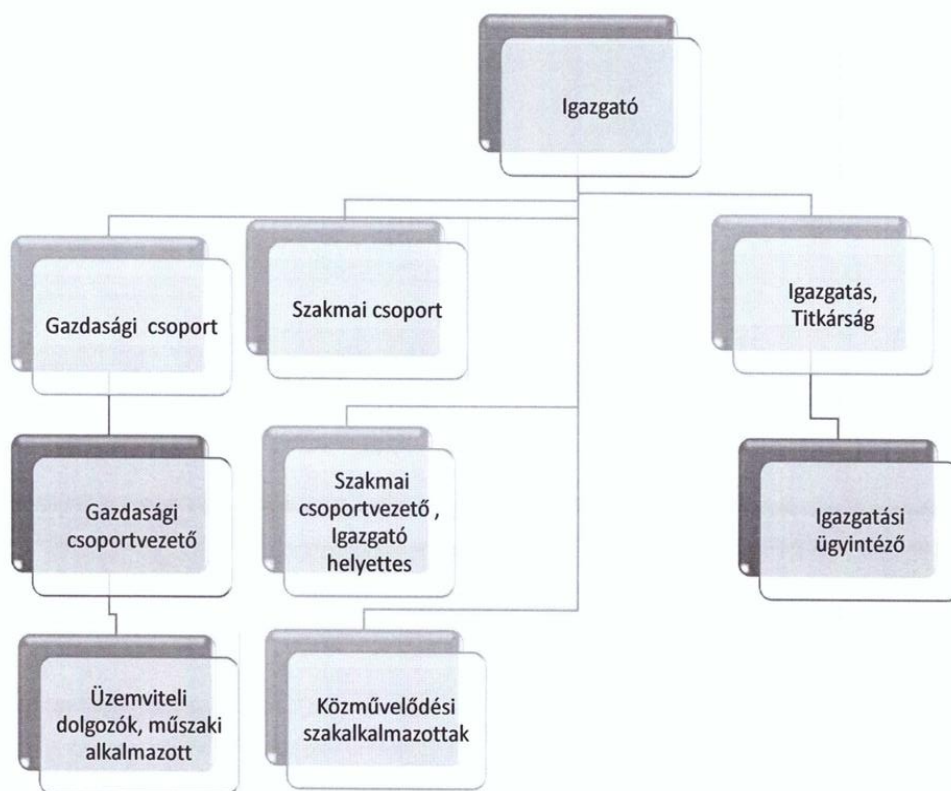 Igazgató
Gazdasági csoport
Szakmai csoport
Igazgatás,
Titkárság
Gazdasági
csoportvezető
Szakmai
csoportvezető ,
Igazgató
helyettes
Igazgatási
ügyintéző
Üzemviteli
dolgozók, műszaki
alkalmazott
Közművelődési
szakalkalmazottak